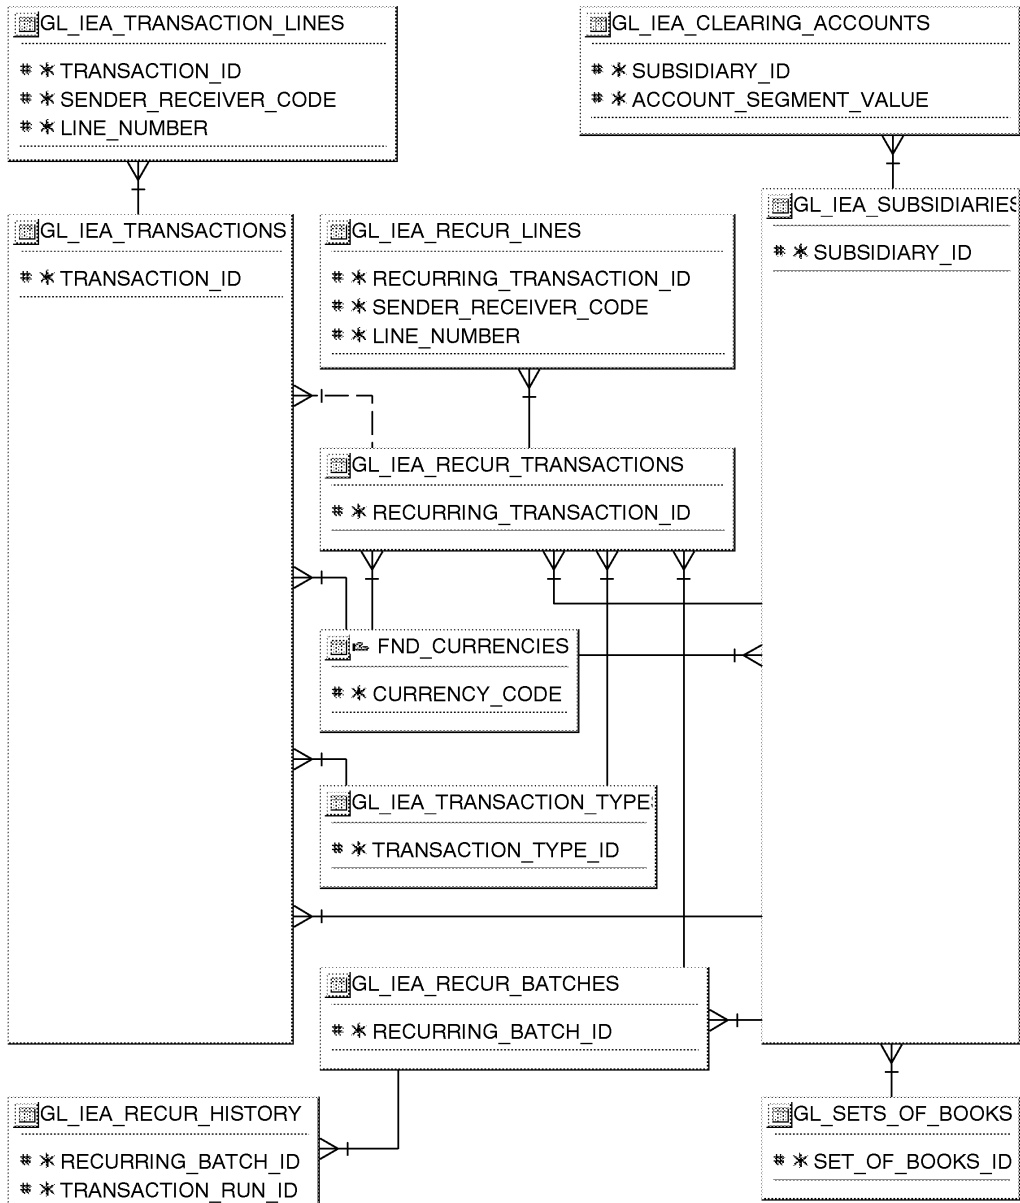 GL_IEA_TRANSACTION_LINES
# * TRANSACTION_ID
# * SENDER_RECEIVER_CODE
# * LINE_NUMBER
GL_IEA_CLEARING_ACCOUNTS
# * SUBSIDIARY_ID
# * ACCOUNT_SEGMENT_VALUE
GL_IEA_TRANSACTIONS
# * TRANSACTION_ID
GL_IEA_RECUR_LINES
# * RECURRING_TRANSACTION_ID
# * SENDER_RECEIVER_CODE
# * LINE_NUMBER
GL_IEA_SUBSIDIARIES
# * SUBSIDIARY_ID
GL_IEA_RECUR_TRANSACTIONS
# * RECURRING_TRANSACTION_ID
FND_CURRENCIES
# * CURRENCY_CODE
GL_IEA_TRANSACTION_TYPES
# * TRANSACTION_TYPE_ID
GL_IEA_RECUR_BATCHES
# * RECURRING_BATCH_ID
GL_IEA_RECUR_HISTORY
# * RECURRING_BATCH_ID
# * TRANSACTION_RUN_ID
GL_SETS_OF_BOOKS
# * SET_OF_BOOKS_ID